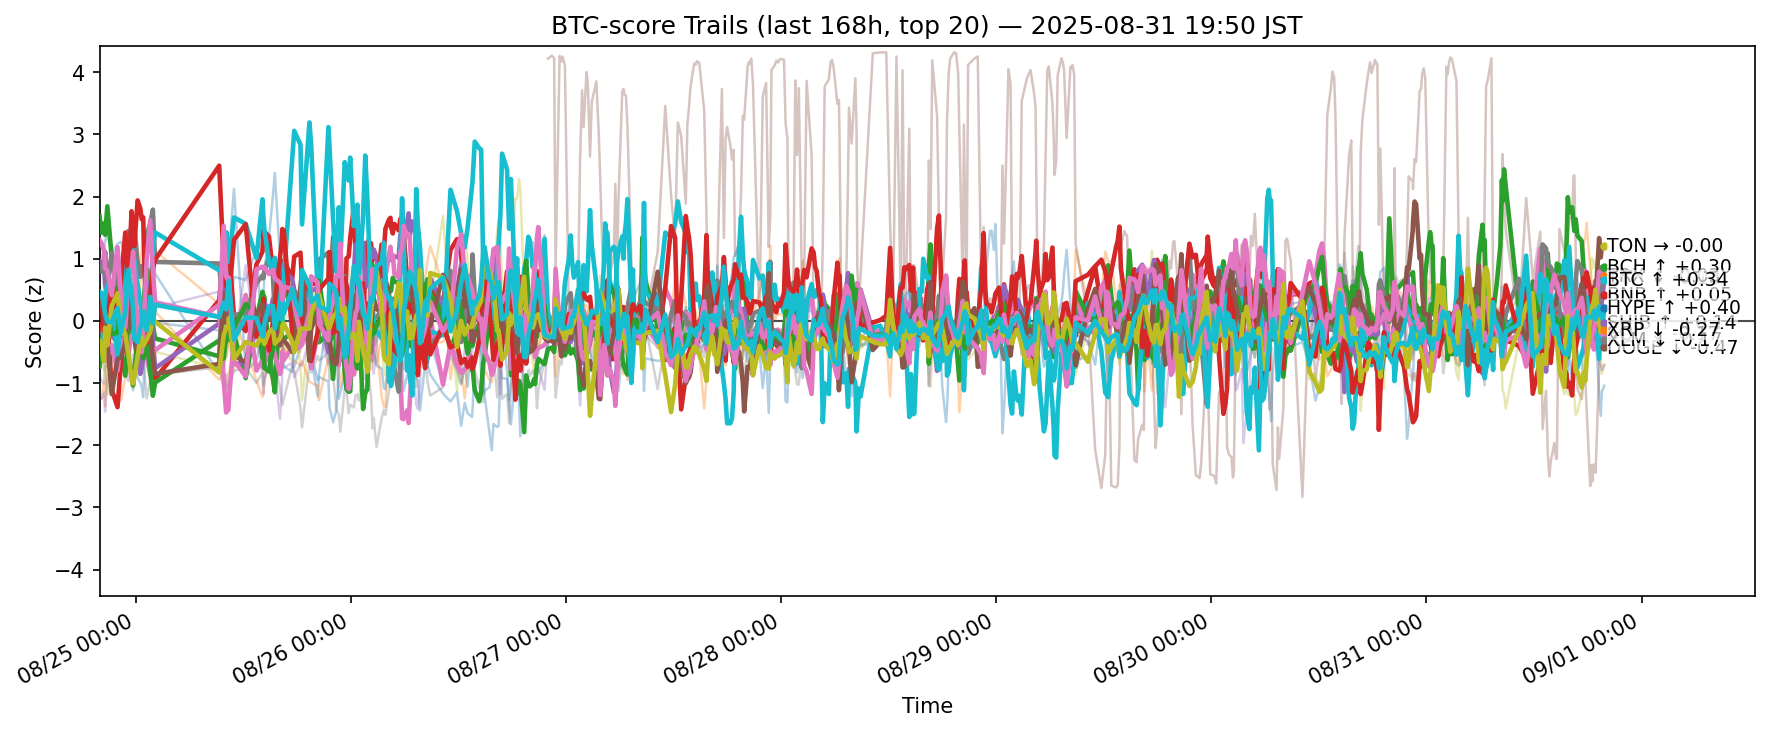 BTC-score Trails (last 168h, top 20) — 2025-08-31 19:50 JST
4
3
2
1
0
−1
−2
−3
−4
Score (z)
TON → -0.00
BCH ↑ +0.30
BTC ↑ +0.34
BNB ↑ +0.05
HYPE ↑ +0.40
XRP ↓ -0.27
XLM ↓ -0.17
DOGE ↓ -0.47
08/25 00:00
08/26 00:00
08/27 00:00
08/28 00:00
08/29 00:00
08/30 00:00
08/31 00:00
09/01 00:00
Time